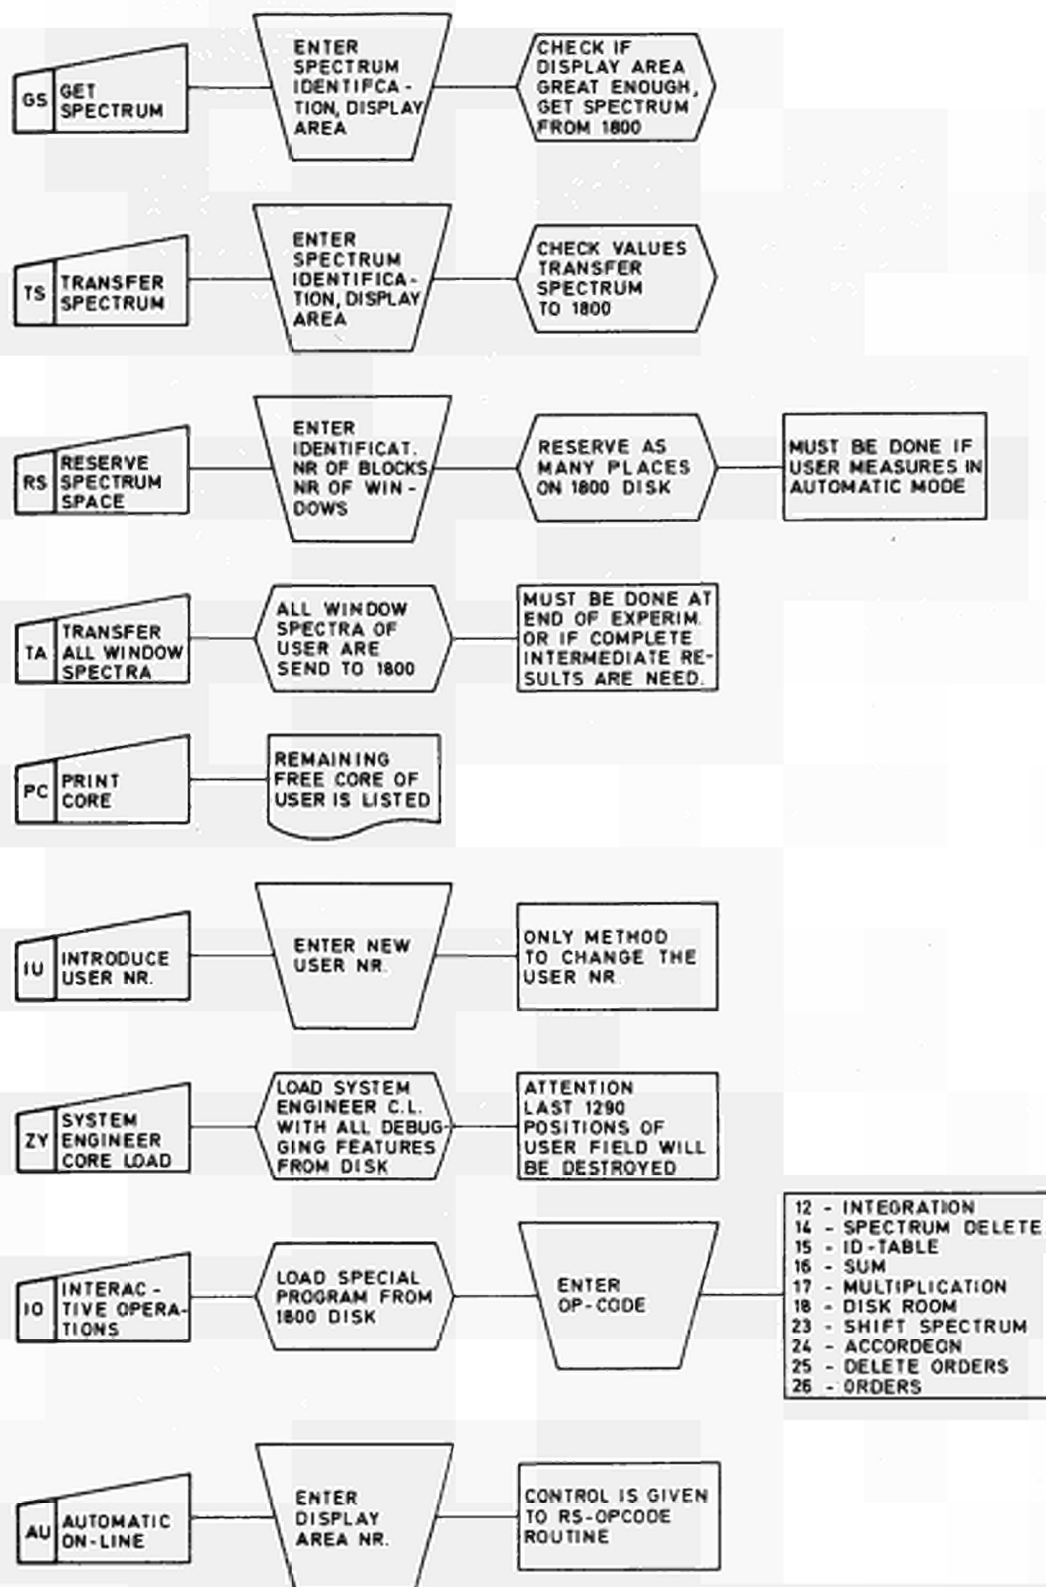 GS
GET
SPECTRUM
ENTER
SPECTRUM
IDENTIFCA-
TION, DISPLAY
AREA
CHECK IF
DISPLAY AREA
GREAT ENOUGH,
GET SPECTRUM
FROM 1800
TS
TRANSFER
SPECTRUM
ENTER
SPECTRUM
IDENTIFICA-
TION, DISPLAY
AREA
CHECK VALUES
TRANSFER
SPECTRUM
TO 1800
RS
RESERVE
SPECTRUM
SPACE
ENTER
IDENTIFICAT.
NR OF BLOCKS
NR OF WIN-
DOWS
RESERVE AS
MANY PLACES
ON 1800 DISK
MUST BE DONE IF
USER MEASURES IN
AUTOMATIC MODE
TA
TRANSFER
ALL WINDOW
SPECTRA
ALL WINDOW
SPECTRA OF
USER ARE
SEND TO 1800
MUST BE DONE AT
END OF EXPERIM.
OR IF COMPLETE
INTERMEDIATE RE-
SULTS ARE NEED.
PC
PRINT
CORE
REMAINING
FREE CORE OF
USER IS LISTED
IU
INTRODUCE
USER NR.
ENTER NEW
USER NR.
ONLY METHOD
TO CHANGE THE
USER NR
ZY
SYSTEM
ENGINEER
CORE LOAD
LOAD SYSTEM
ENGINEER C.L.
WITH ALL DEBUG-
GING FEATURES
FROM DISK
ATTENTION
LAST 1290
POSITIONS OF
USER FIELD WILL
BE DESTROYED
IO
INTERAC-
TIVE OPERA-
TIONS
LOAD SPECIAL
PROGRAM FROM
1800 DISK
ENTER
OP-CODE
12 - INTEGRATION
14 - SPECTRUM DELETE
15 - ID-TABLE
16 - SUM
17 - MULTIPLICATION
18 - DISK ROOM
23 - SHIFT SPECTRUM
24 - ACCORDEON
25 - DELETE ORDERS
26 - ORDERS
AU
AUTOMATIC
ON-LINE
ENTER
DISPLAY
AREA NR.
CONTROL IS GIVEN
TO RS-OPCODE
ROUTINE